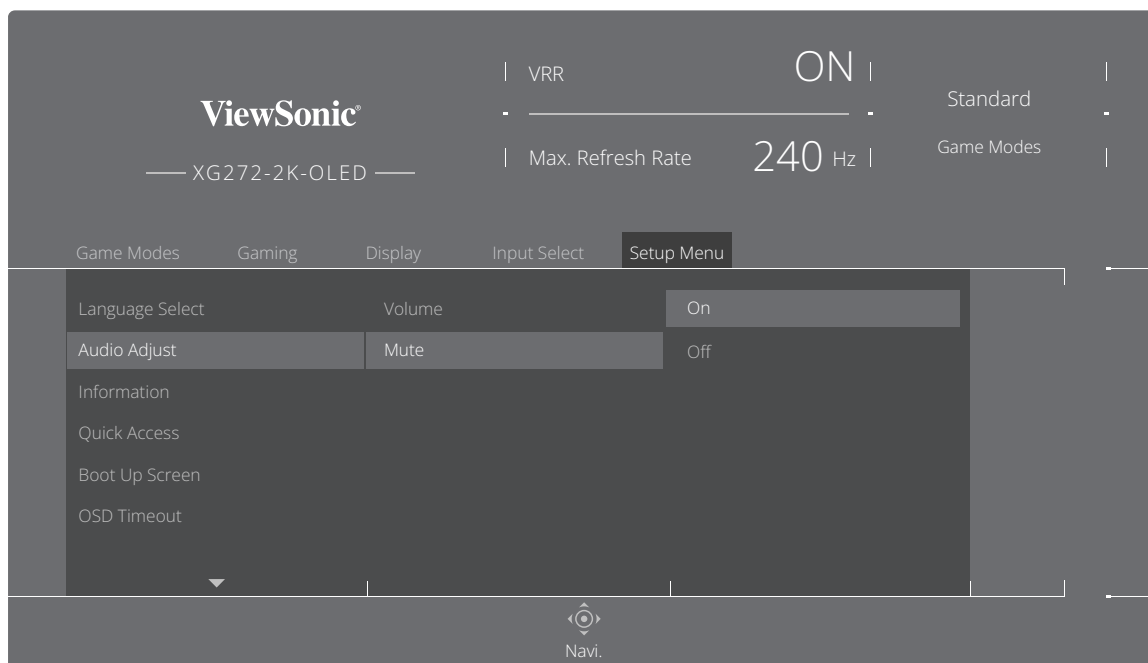 ViewSonic®
XG272-2K-OLED
VRR ON
Max. Refresh Rate 240 Hz
Standard
Game Modes
Game Modes Gaming Display Input Select Setup Menu
Language Select Volume On
Audio Adjust Mute Off
Information
Quick Access
Boot Up Screen
OSD Timeout
Navi.